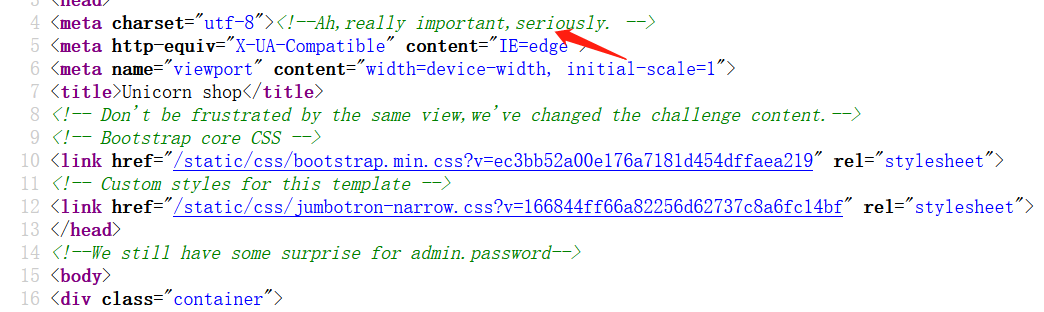 3 <head>
4 <meta charset="utf-8"><!--Ah,really important,seriously. -->
5 <meta http-equiv="X-UA-Compatible" content="IE=edge">
6 <meta name="viewport" content="width=device-width, initial-scale=1">
7 <title>Unicorn shop</title>
8 <!-- Don't be frustrated by the same view,we've changed the challenge content.-->
9 <!-- Bootstrap core CSS -->
10 <link href="/static/css/bootstrap.min.css?v=ec3bb52a00e176a7181d454dffaea219" rel="stylesheet">
11 <!-- Custom styles for this template -->
12 <link href="/static/css/jumbotron-narrow.css?v=166844ff66a82256d62737c8a6fc14bf" rel="stylesheet">
13 </head>
14 <!--We still have some surprise for admin.password-->
15 <body>
16 <div class="container">